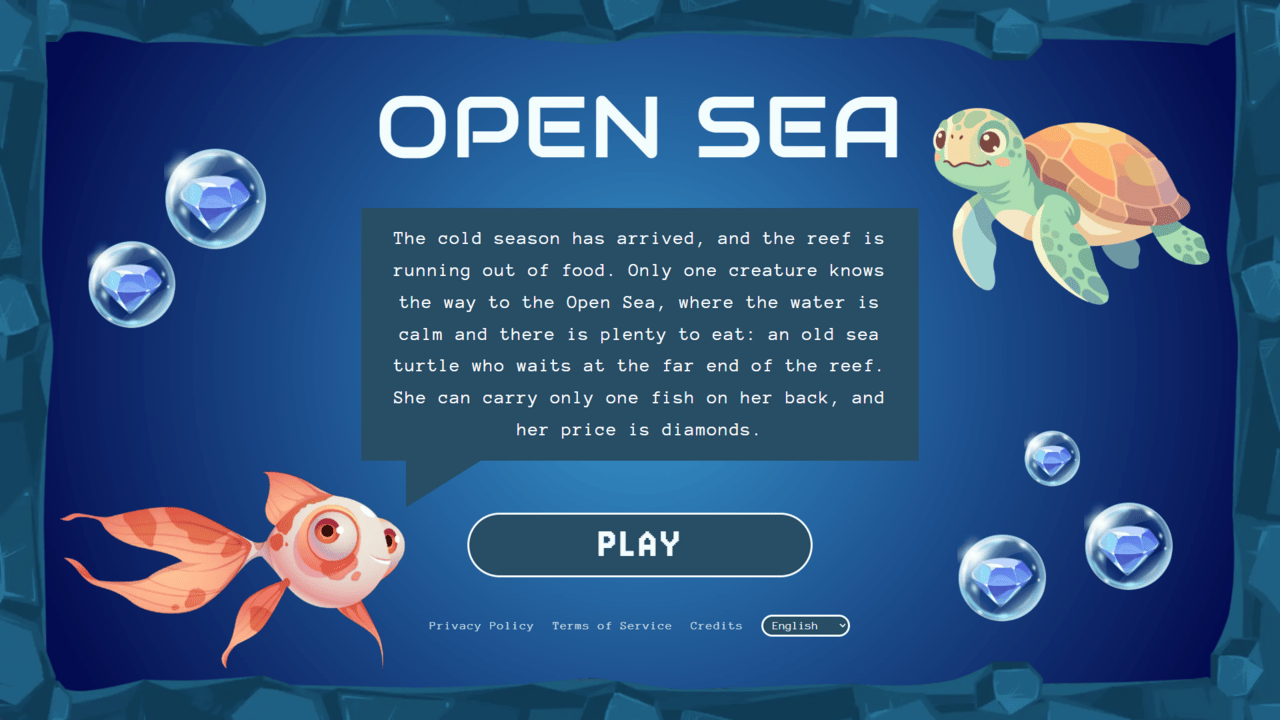 OPEN SEA
The cold season has arrived, and the reef is
running out of food. Only one creature knows
the way to the Open Sea, where the water is
calm and there is plenty to eat: an old sea
turtle who waits at the far end of the reef.
She can carry only one fish on her back, and
her price is diamonds.
PLAY
Privacy Policy Terms of Service Credits English